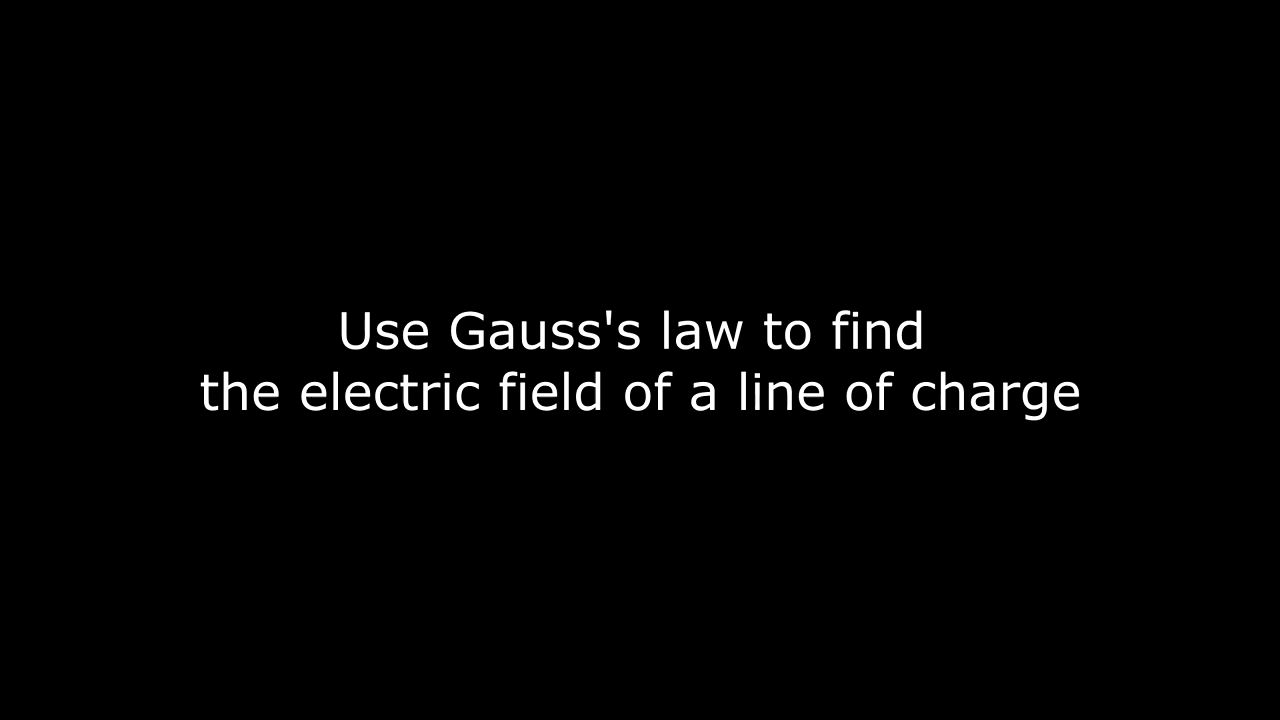 Use Gauss's law to find
the electric field of a line of charge